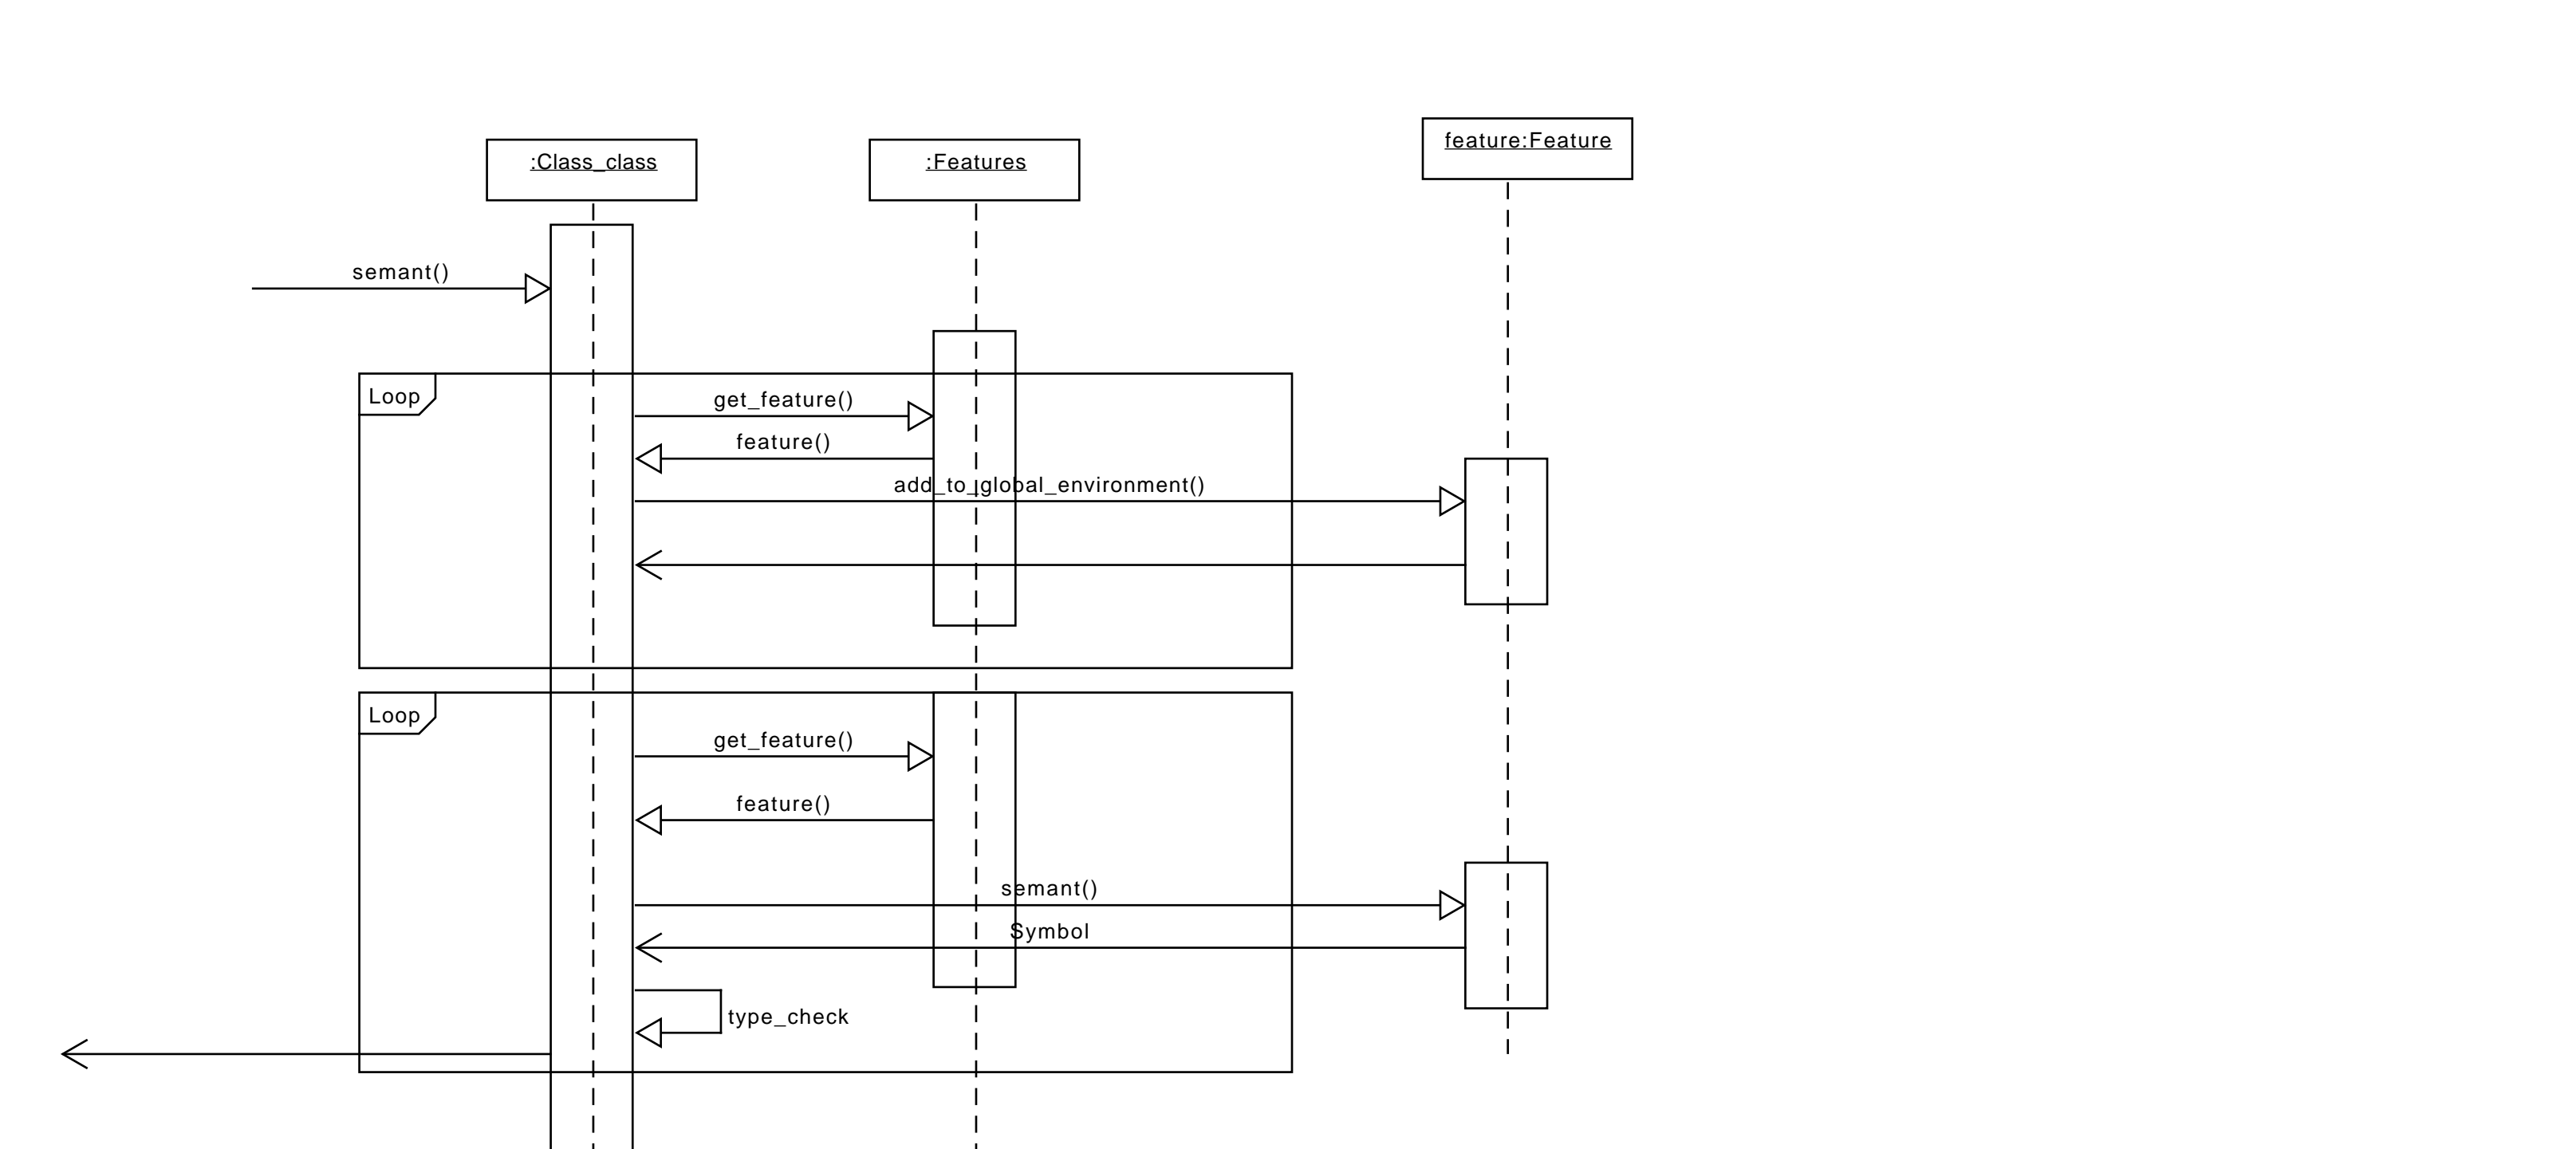 feature:Feature
:Class_class
:Features
semant()
Loop
get_feature()
feature()
add_to_global_environment()
Loop
get_feature()
feature()
semant()
Symbol
type_check